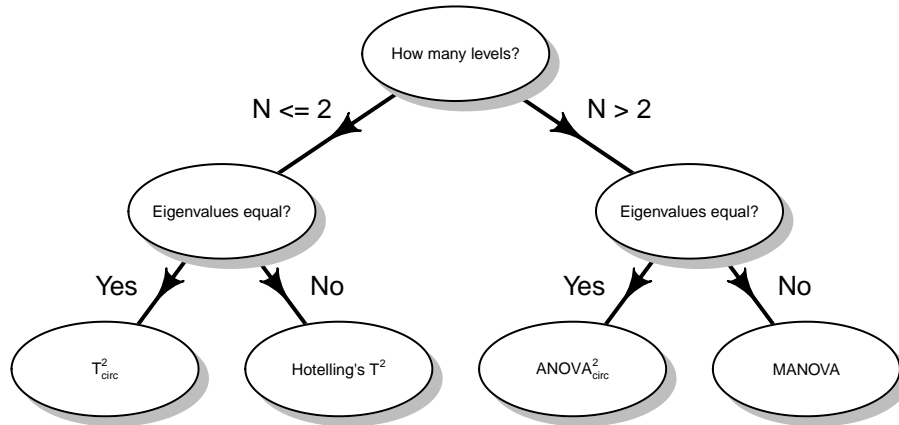 How many levels?
N <= 2
N > 2
Eigenvalues equal?
Eigenvalues equal?
Yes
No
Yes
No
T²circ
Hotelling's T²
ANOVA²circ
MANOVA